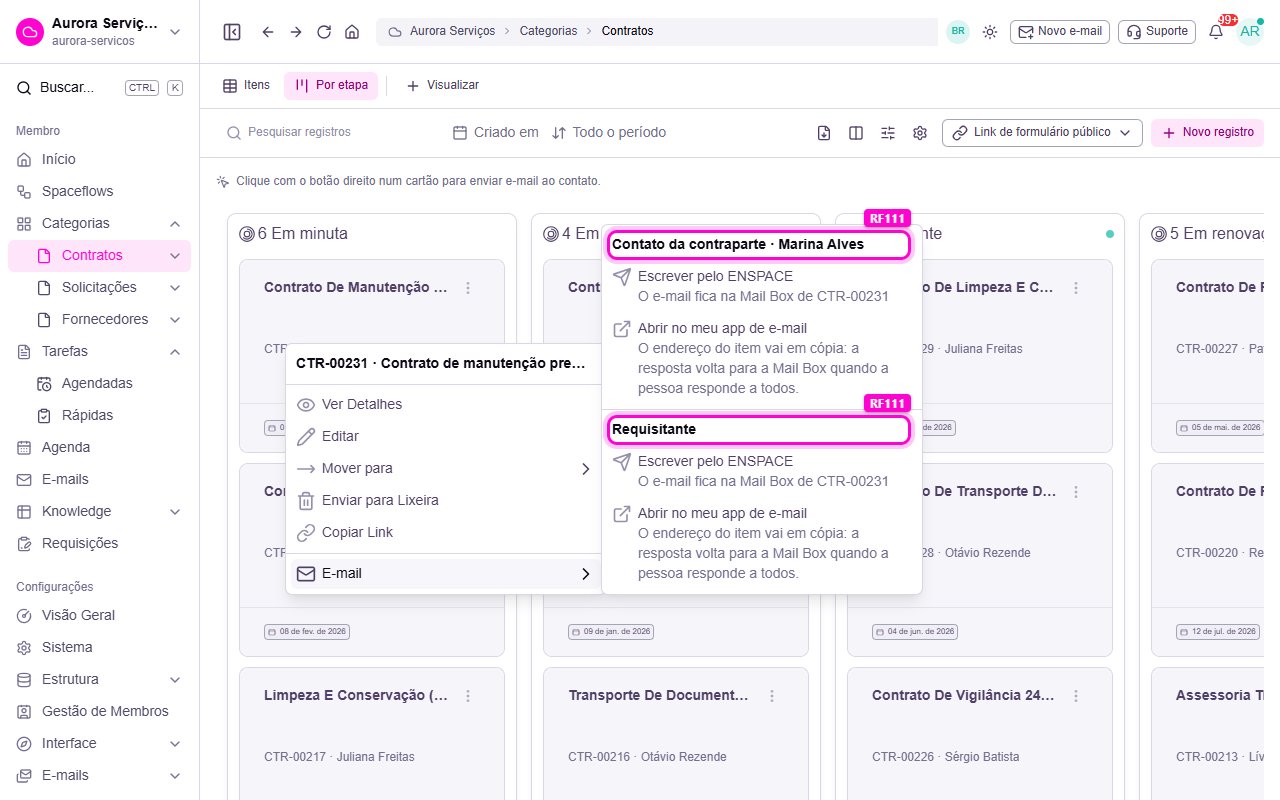 Aurora Serviç...
aurora-servicos
Aurora Serviços
Categorias
Contratos
BR
Novo e-mail
Suporte
99+
AR
Buscar...
CTRL
K
Itens
Por etapa
Visualizar
Membro
Início
Spaceflows
Categorias
Contratos
Solicitações
Fornecedores
Tarefas
Agendadas
Rápidas
Agenda
E-mails
Knowledge
Requisições
Configurações
Visão Geral
Sistema
Estrutura
Gestão de Membros
Interface
E-mails
Pesquisar registros
Criado em
Todo o período
Link de formulário público
Novo registro
Clique com o botão direito num cartão para enviar e-mail ao contato.
6 Em minuta
Contrato De Manutenção ...
CTR-00231 · Contrato de manutenção pre...
Ver Detalhes
Editar
Mover para
Enviar para Lixeira
Copiar Link
E-mail
08 de fev. de 2026
Limpeza E Conservação (...
CTR-00217 · Juliana Freitas
4 Em
RF111
Contato da contraparte · Marina Alves
Escrever pelo ENSPACE
O e-mail fica na Mail Box de CTR-00231
Abrir no meu app de e-mail
O endereço do item vai em cópia: a
resposta volta para a Mail Box quando a
pessoa responde a todos.
RF111
Requisitante
Escrever pelo ENSPACE
O e-mail fica na Mail Box de CTR-00231
Abrir no meu app de e-mail
O endereço do item vai em cópia: a
resposta volta para a Mail Box quando a
pessoa responde a todos.
09 de jan. de 2026
Transporte De Document...
CTR-00216 · Otávio Rezende
nte
o De Limpeza E C...
29 · Juliana Freitas
de 2026
o De Transporte D...
28 · Otávio Rezende
04 de jun. de 2026
Contrato De Vigilância 24...
CTR-00226 · Sérgio Batista
5 Em renovaç
Contrato De
CTR-00227 · Pa
05 de mai. de 2026
Contrato De
CTR-00220 · Re
12 de jul. de 2026
Assessoria T
CTR-00213 · Lív